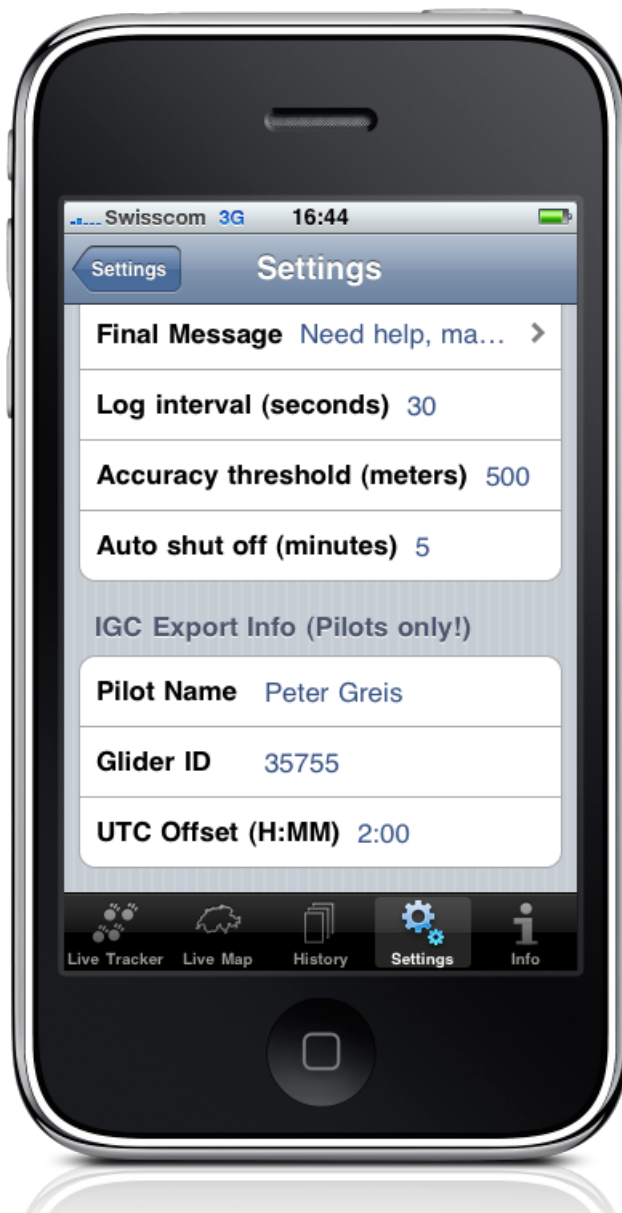 Swisscom 3G 16:44
Settings Settings
Final Message Need help, ma...
Log interval (seconds) 30
Accuracy threshold (meters) 500
Auto shut off (minutes) 5
IGC Export Info (Pilots only!)
Pilot Name Peter Greis
Glider ID 35755
UTC Offset (H:MM) 2:00
Live Tracker Live Map History Settings Info